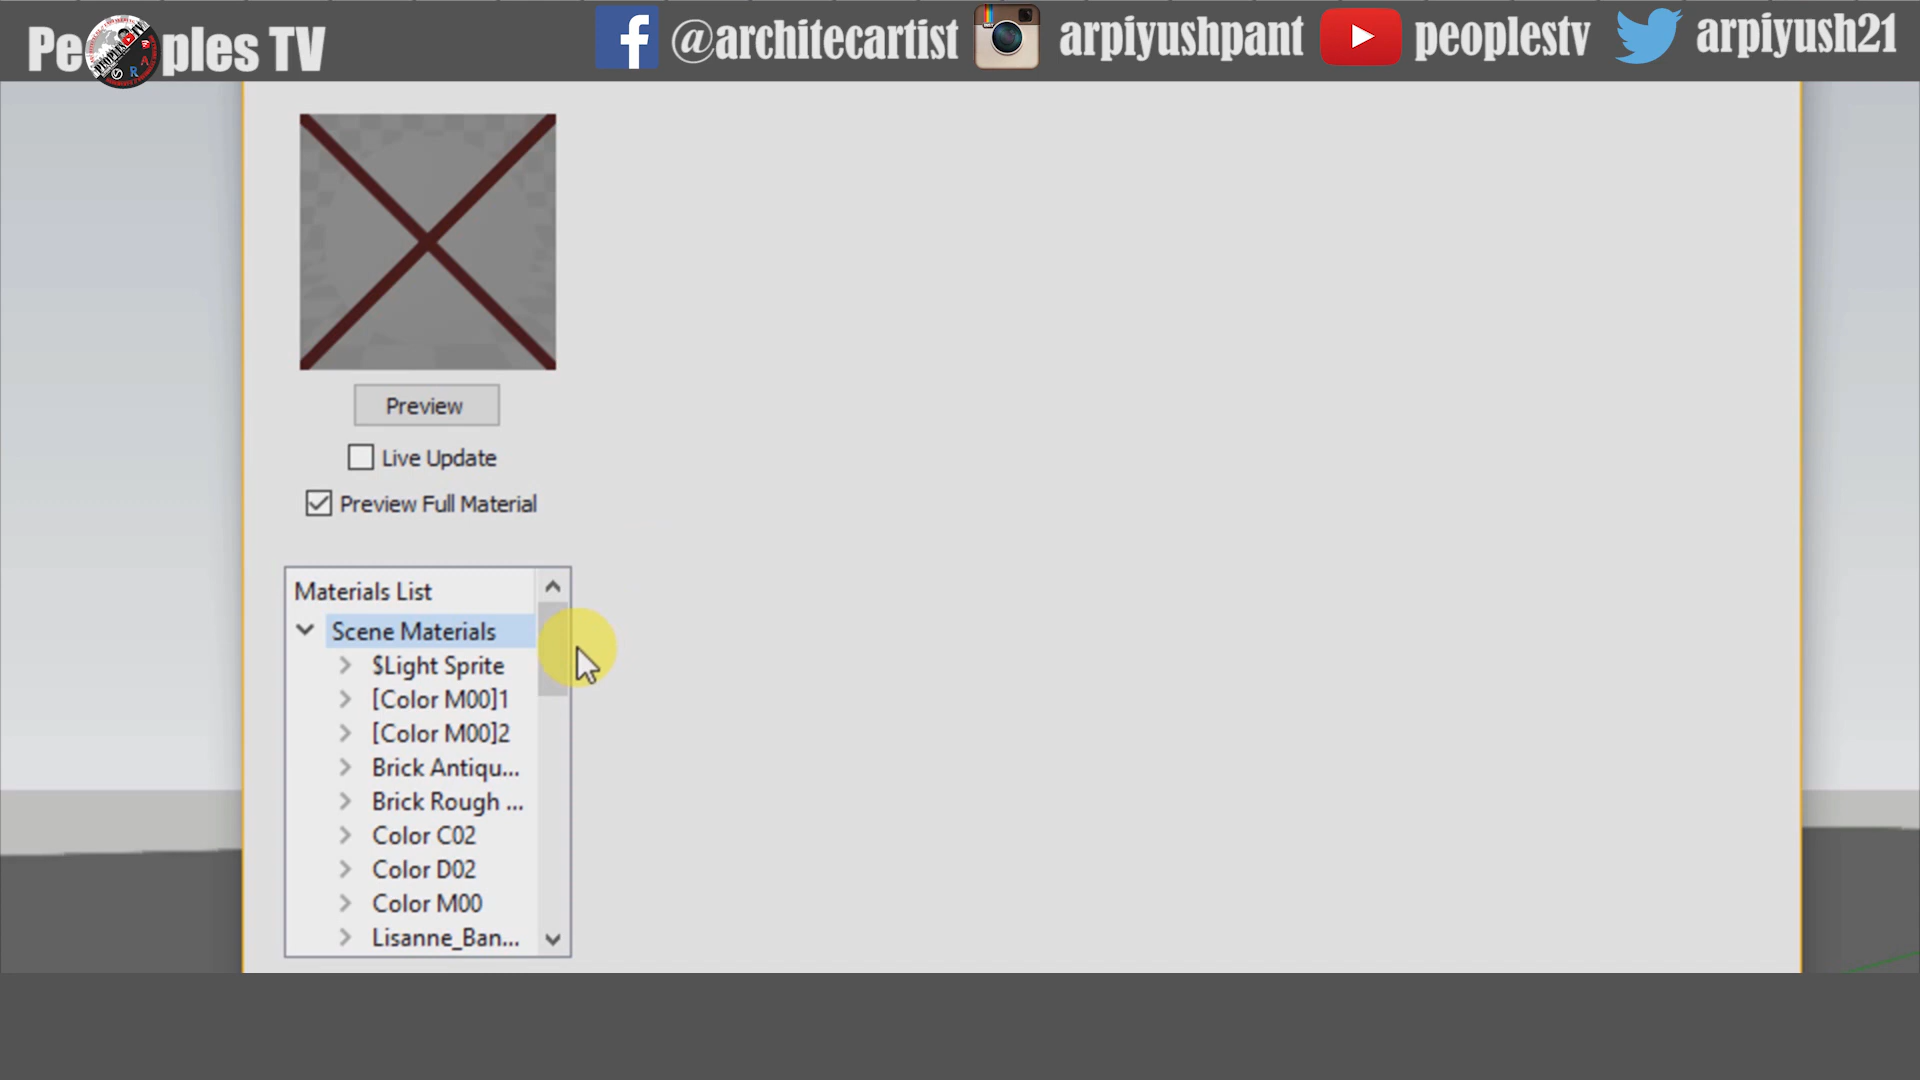 Peoples TV
@architecartist arpiyushpant peoplestv arpiyush21
Preview
Live Update
Preview Full Material
Materials List
Scene Materials
$Light Sprite
[Color M00]1
[Color M00]2
Brick Antiqu...
Brick Rough ...
Color C02
Color D02
Color M00
Lisanne_Ban...